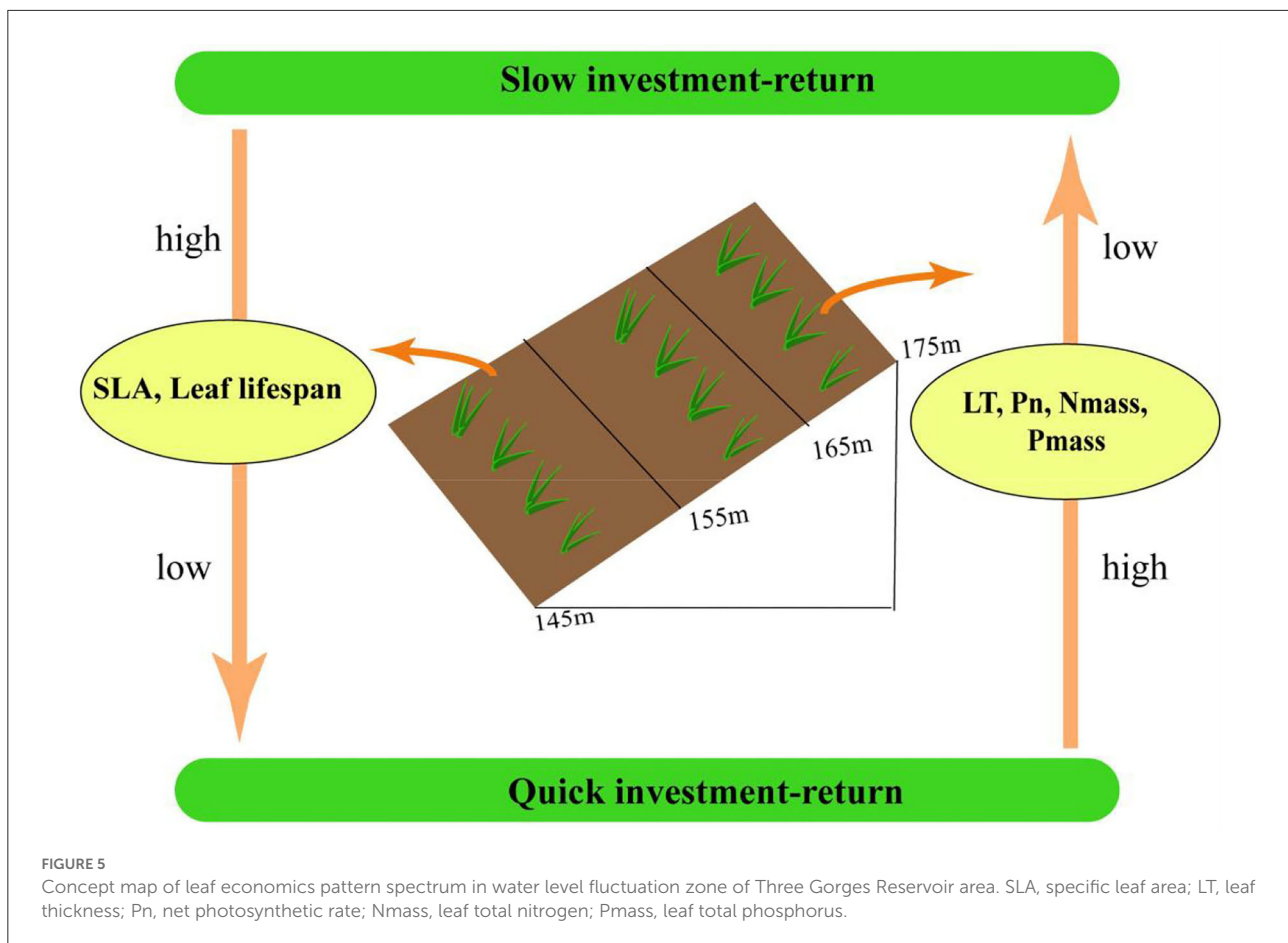 Slow investment-return
high
low
SLA, Leaf lifespan
175m
LT, Pn, Nmass,
Pmass
165m
155m
low
high
145m
Quick investment-return
FIGURE 5
Concept map of leaf economics pattern spectrum in water level fluctuation zone of Three Gorges Reservoir area. SLA, specific leaf area; LT, leaf
thickness; Pn, net photosynthetic rate; Nmass, leaf total nitrogen; Pmass, leaf total phosphorus.